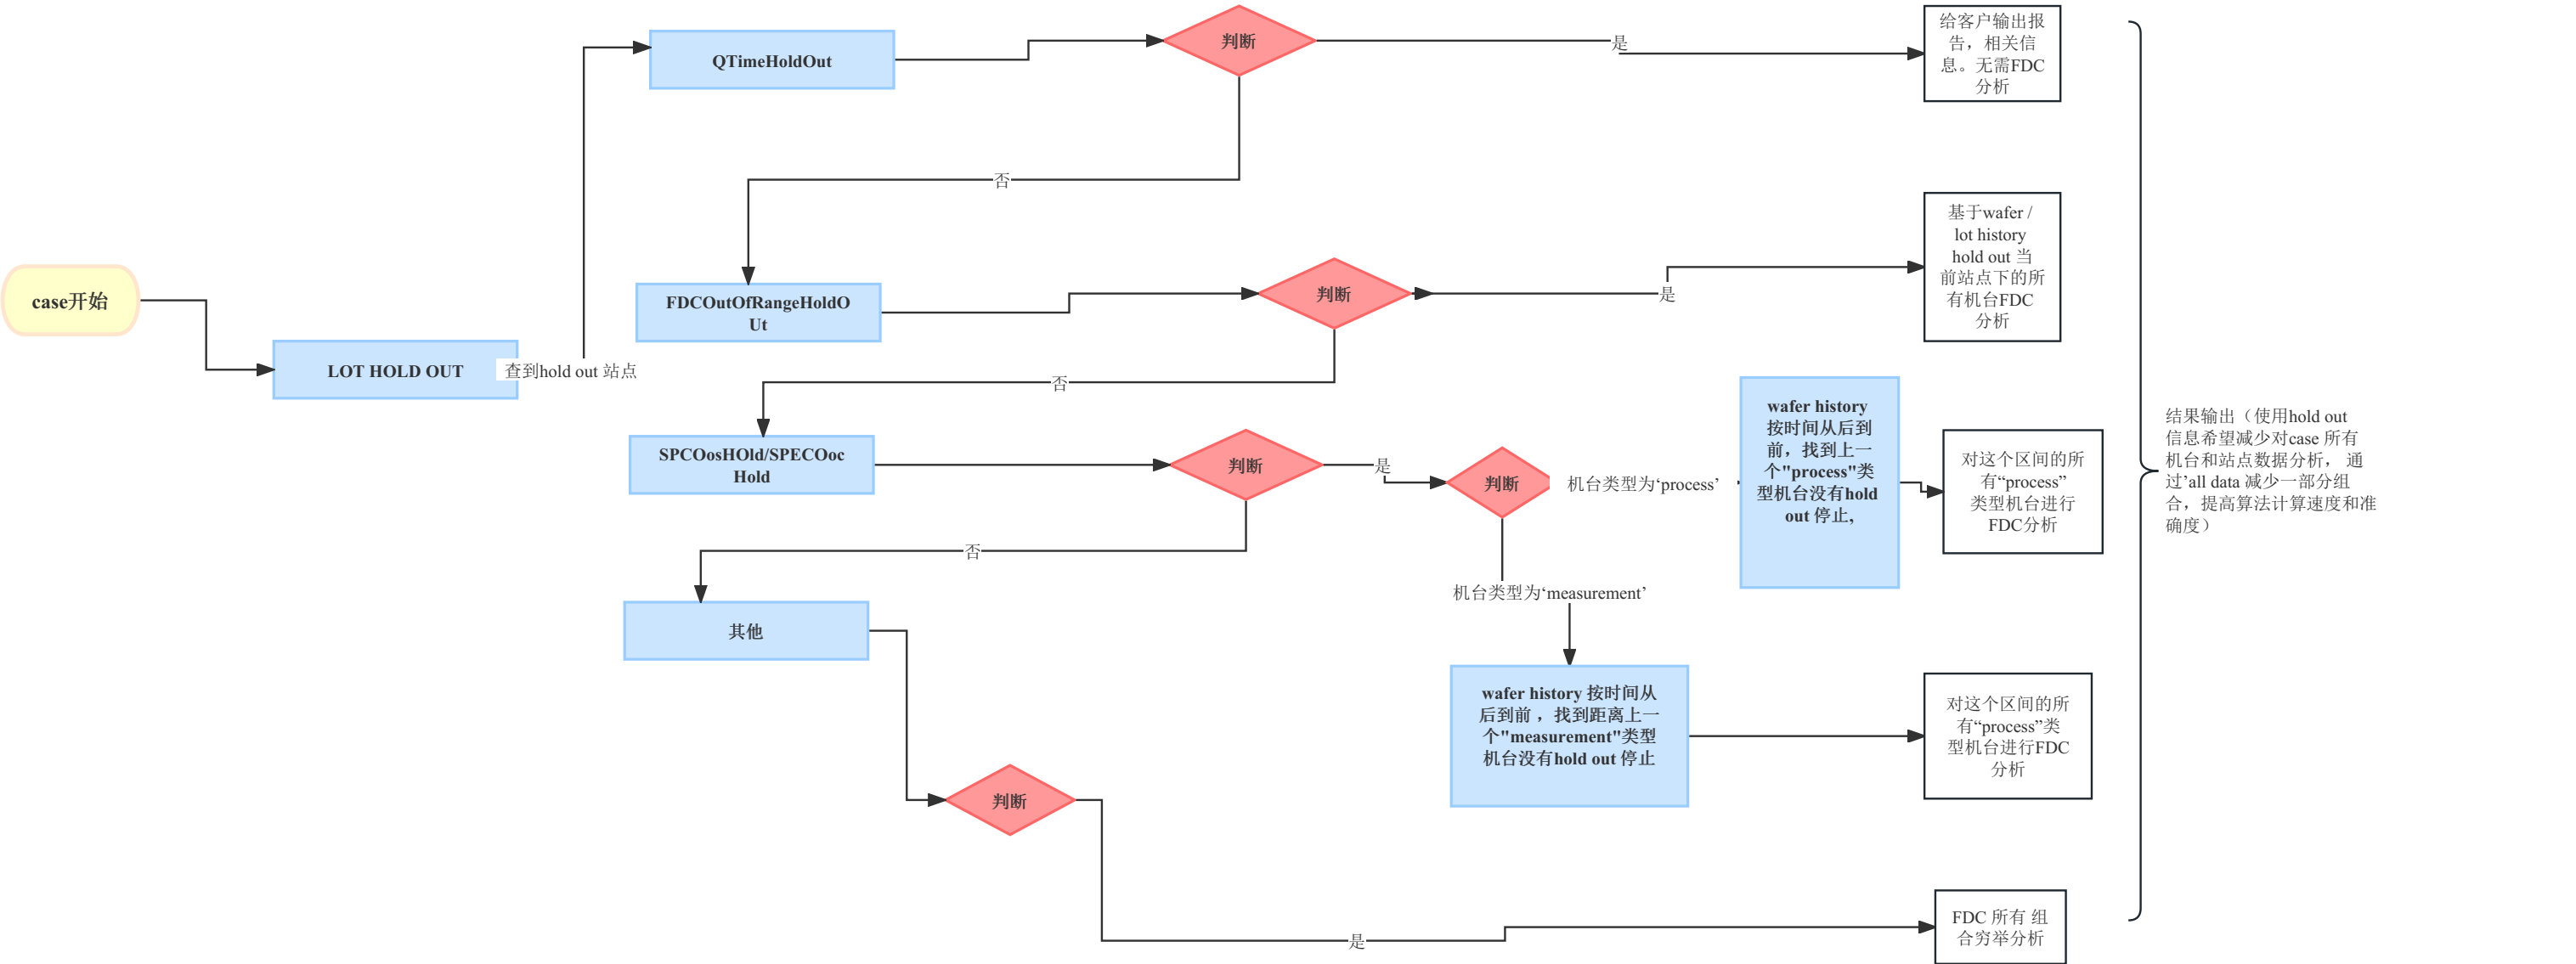 QTimeHoldOut
判断
是
给客户输出报
告，相关信
息。无需FDC
分析
否
case开始
LOT HOLD OUT
查到hold out 站点
FDCOutOfRangeHoldO
Ut
判断
是
基于wafer /
lot history
hold out 当
前站点下的所
有机台FDC
分析
否
SPCOosHOld/SPECOoc
Hold
判断
是
判断
机台类型为‘process’
wafer history
按时间从后到
前，找到上一
个"process"类
型机台没有hold
out 停止,
对这个区间的所
有“process”
类型机台进行
FDC分析
结果输出（使用hold out
信息希望减少对case 所有
机台和站点数据分析， 通
过’all data 减少一部分组
合，提高算法计算速度和准
确度）
否
机台类型为‘measurement’
其他
wafer history 按时间从
后到前 ，找到距离上一
个"measurement"类型
机台没有hold out 停止
对这个区间的所
有“process”类
型机台进行FDC
分析
判断
是
FDC 所有 组
合穷举分析